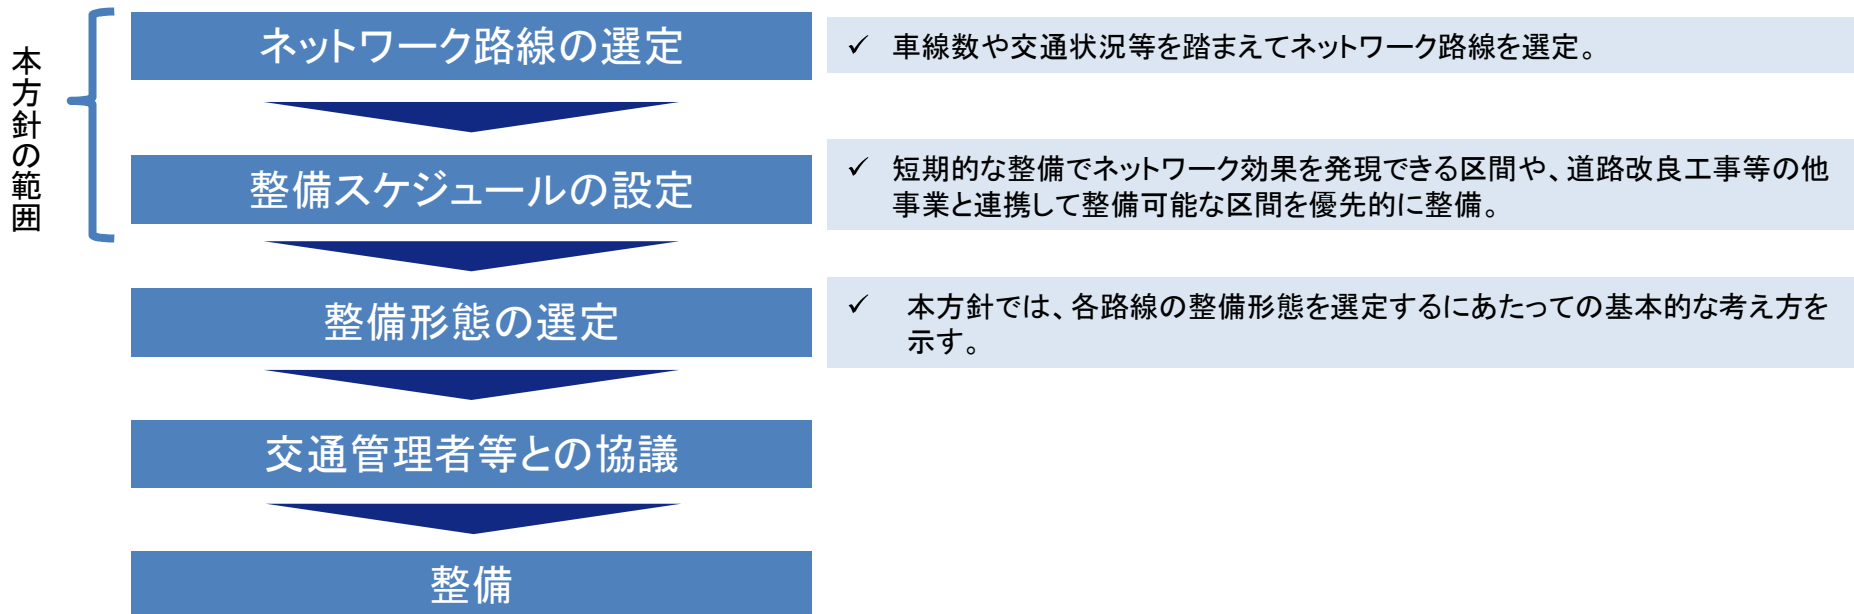 本方針の範囲
ネットワーク路線の選定
✓ 車線数や交通状況等を踏まえてネットワーク路線を選定。
整備スケジュールの設定
✓ 短期的な整備でネットワーク効果を発現できる区間や、道路改良工事等の他
事業と連携して整備可能な区間を優先的に整備。
整備形態の選定
✓ 本方針では、各路線の整備形態を選定するにあたっての基本的な考え方を
示す。
交通管理者等との協議
整備